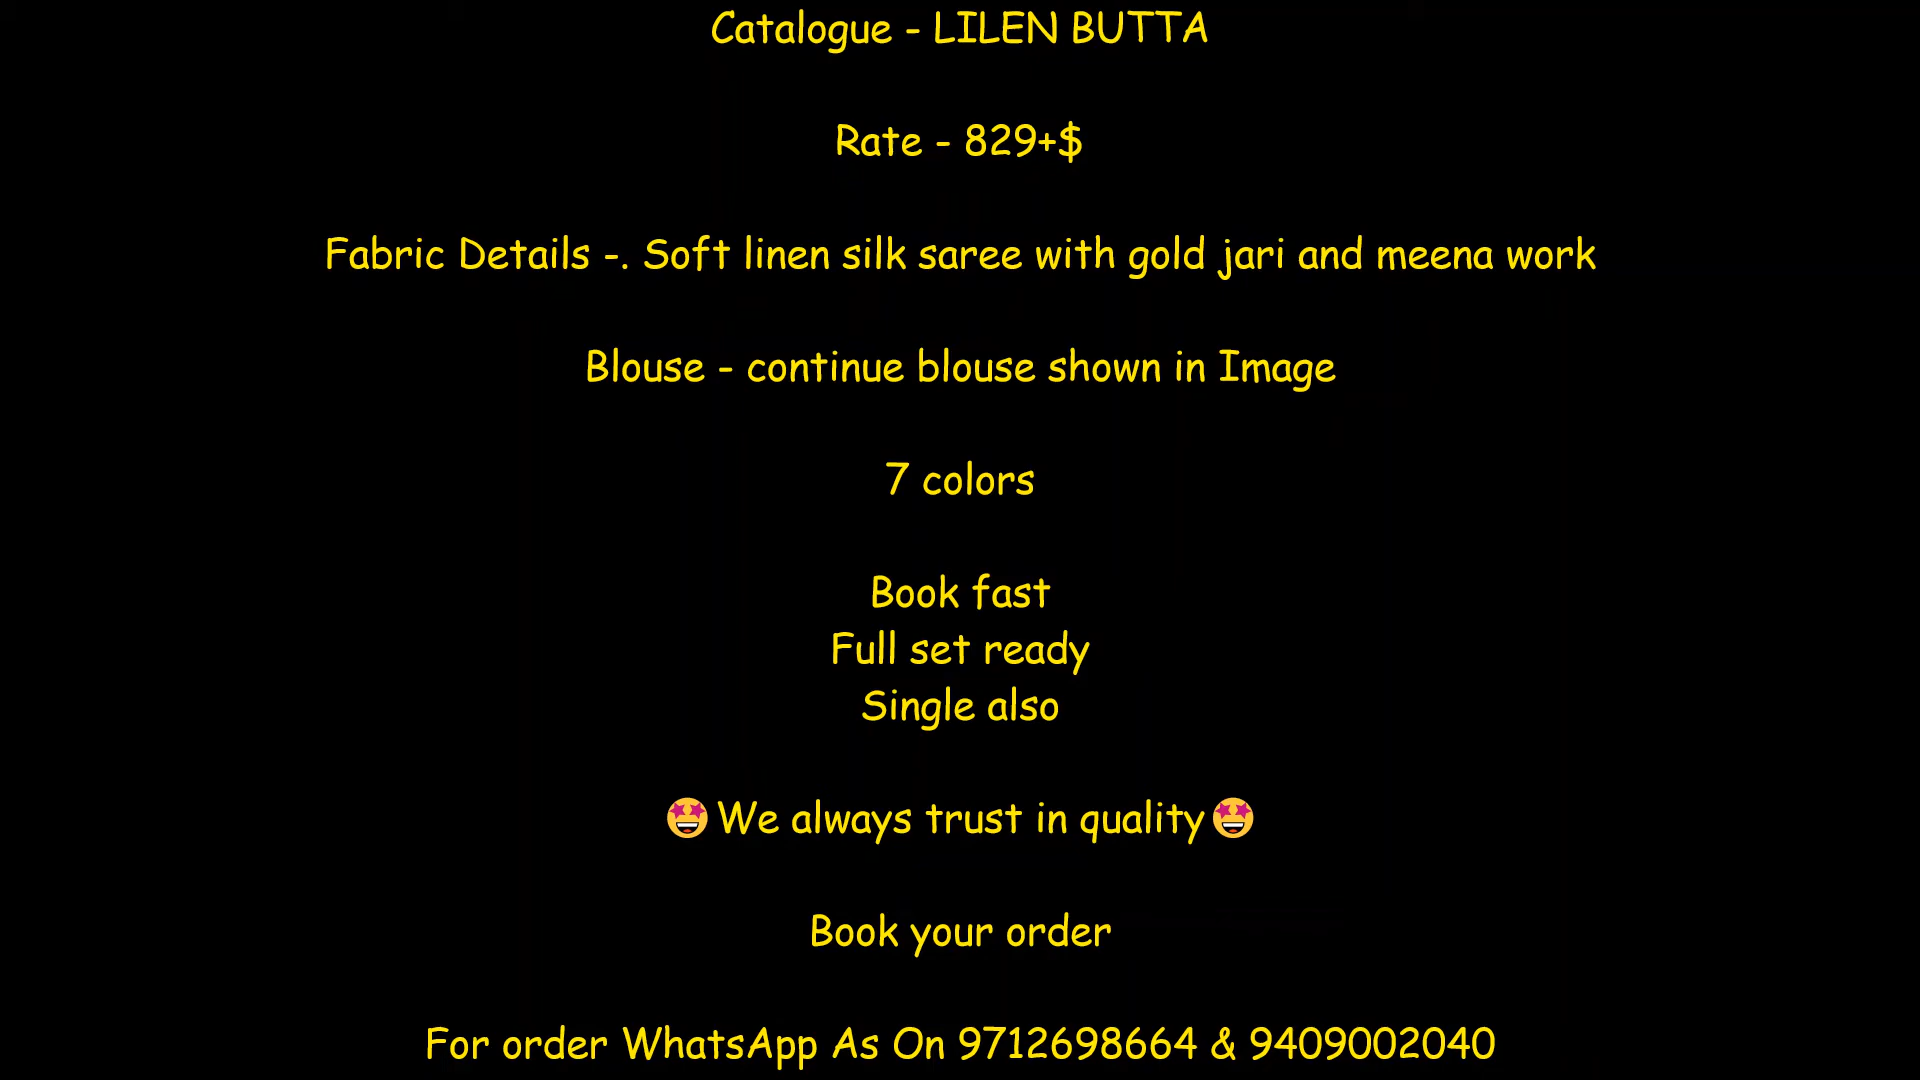 Catalogue - LILEN BUTTA
Rate - 829+$
Fabric Details -. Soft linen silk saree with gold jari and meena work
Blouse - continue blouse shown in Image
7 colors
Book fast
Full set ready
Single also
🤩We always trust in quality🤩
Book your order
For order WhatsApp As On 9712698664 & 9409002040